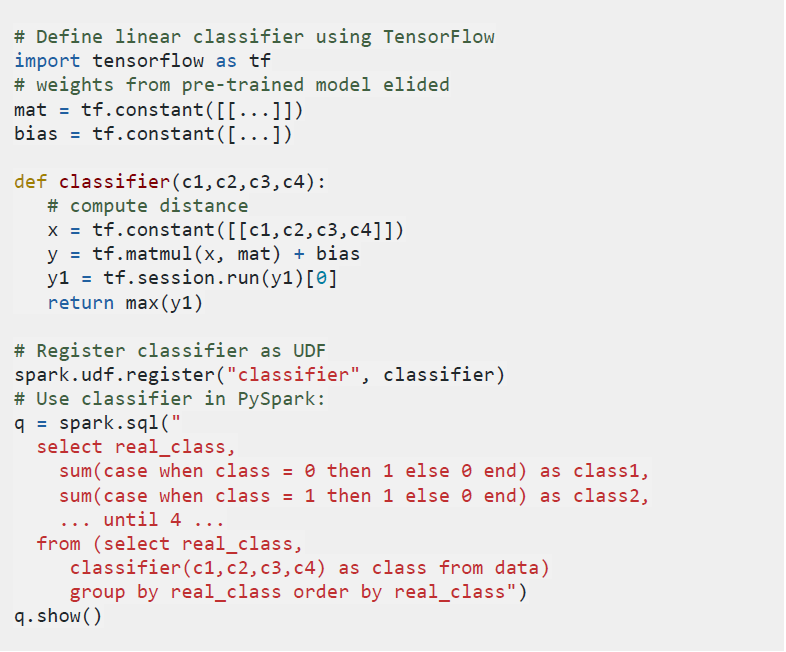 # Define linear classifier using TensorFlow
import tensorflow as tf
# weights from pre-trained model elided
mat = tf.constant([[...]])
bias = tf.constant([...])

def classifier(c1,c2,c3,c4):
   # compute distance
   x = tf.constant([[c1,c2,c3,c4]])
   y = tf.matmul(x, mat) + bias
   y1 = tf.session.run(y1)[0]
   return max(y1)

# Register classifier as UDF
spark.udf.register("classifier", classifier)
# Use classifier in PySpark:
q = spark.sql("
  select real_class,
    sum(case when class = 0 then 1 else 0 end) as class1,
    sum(case when class = 1 then 1 else 0 end) as class2,
    ... until 4 ...
  from (select real_class,
     classifier(c1,c2,c3,c4) as class from data)
     group by real_class order by real_class")
q.show()